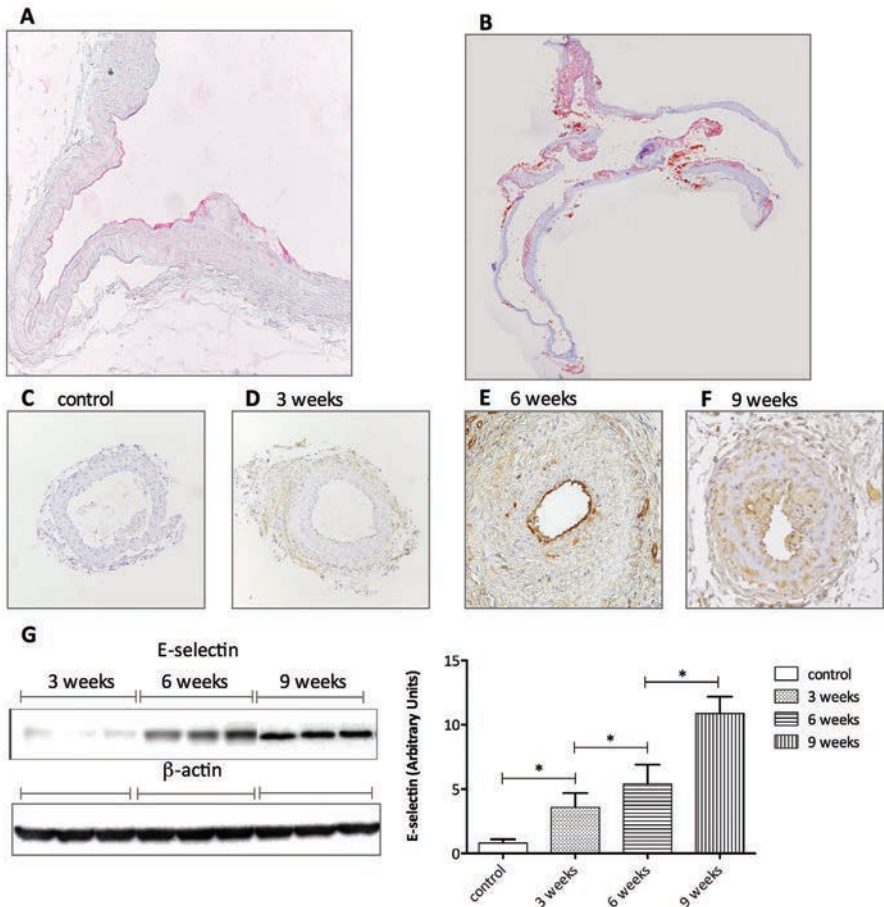 A
B
C control
D 3 weeks
E 6 weeks
F 9 weeks
G
E-selectin
3 weeks 6 weeks 9 weeks
β-actin
E-selectin (Arbitrary Units)
15
10
5
0
control
3 weeks
6 weeks
9 weeks
* * *
control
3 weeks
6 weeks
9 weeks